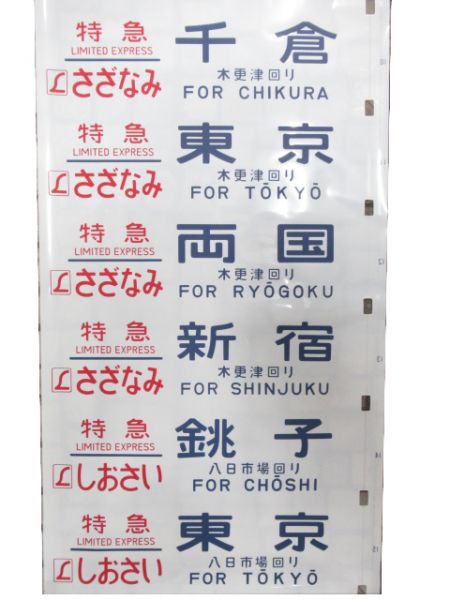 特急 千倉
LIMITED EXPRESS
さざなみ 木更津回り
FOR CHIKURA
特急 東京
LIMITED EXPRESS
さざなみ 木更津回り
FOR TŌKYŌ
特急 両国
LIMITED EXPRESS
さざなみ 木更津回り
FOR RYŌGOKU
特急 新宿
LIMITED EXPRESS
さざなみ 木更津回り
FOR SHINJUKU
特急 銚子
LIMITED EXPRESS
しおさい 八日市場回り
FOR CHŌSHI
特急 東京
LIMITED EXPRESS
しおさい 八日市場回り
FOR TŌKYŌ